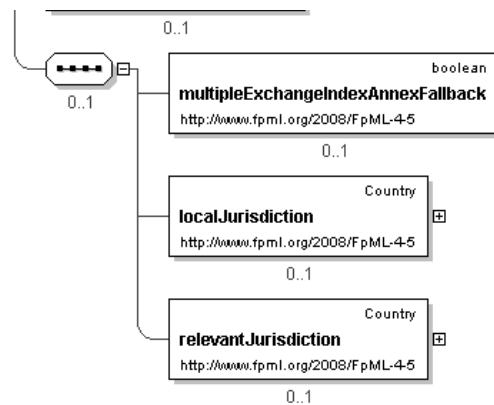 0..1
0..1
boolean
multipleExchangeIndexAnnexFallback
http://www.fpml.org/2008/FpML-4-5
0..1
Country
localJurisdiction
http://www.fpml.org/2008/FpML-4-5
0..1
Country
relevantJurisdiction
http://www.fpml.org/2008/FpML-4-5
0..1